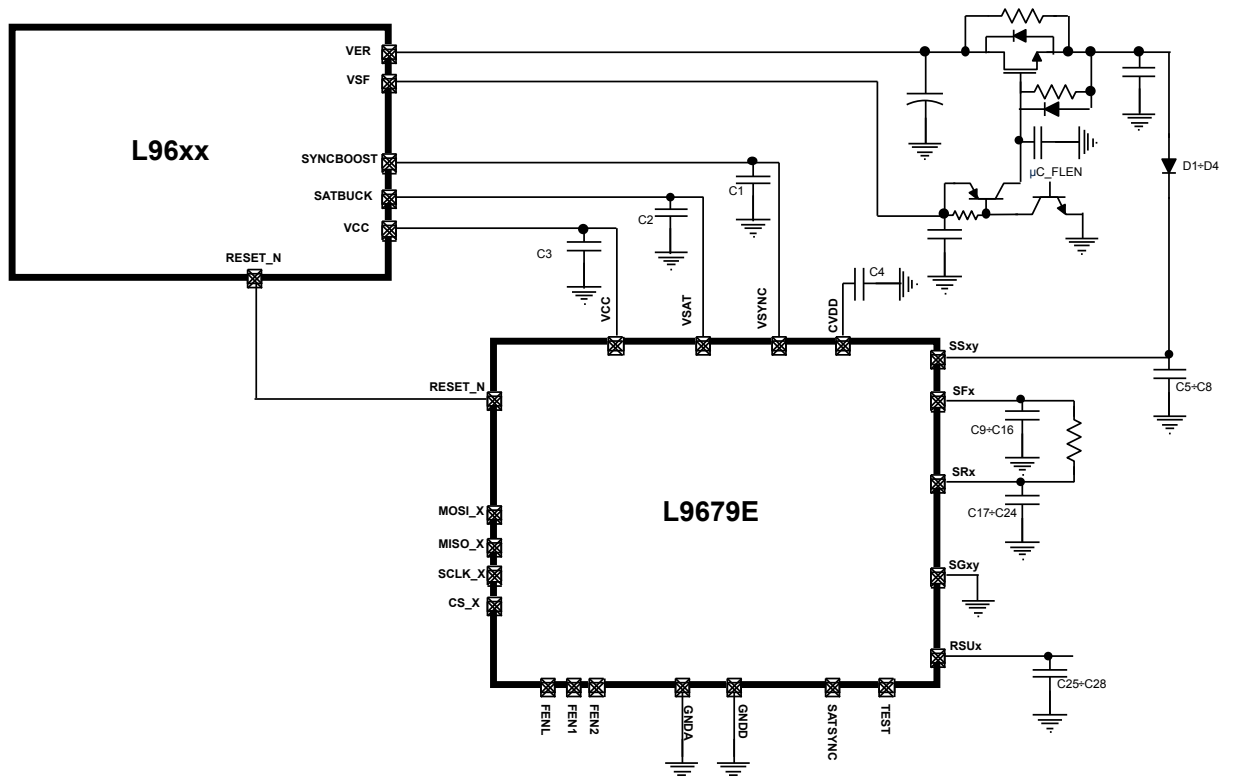 VER
VSF
L96xx
SYNCBOOST
SATBUCK
VCC
RESET_N
C1
C2
C3
µC_FLEN
D1÷D4
C4
VCC
VSAT
VSYNC
CVDD
SSxy
C5÷C8
RESET_N
SFx
C9÷C16
SRx
C17÷C24
L9679E
MOSI_X
MISO_X
SCLK_X
CS_X
SGxy
RSUx
C25÷C28
FENL
FEN1
FEN2
GNDA
GNDD
SATSYNC
TEST